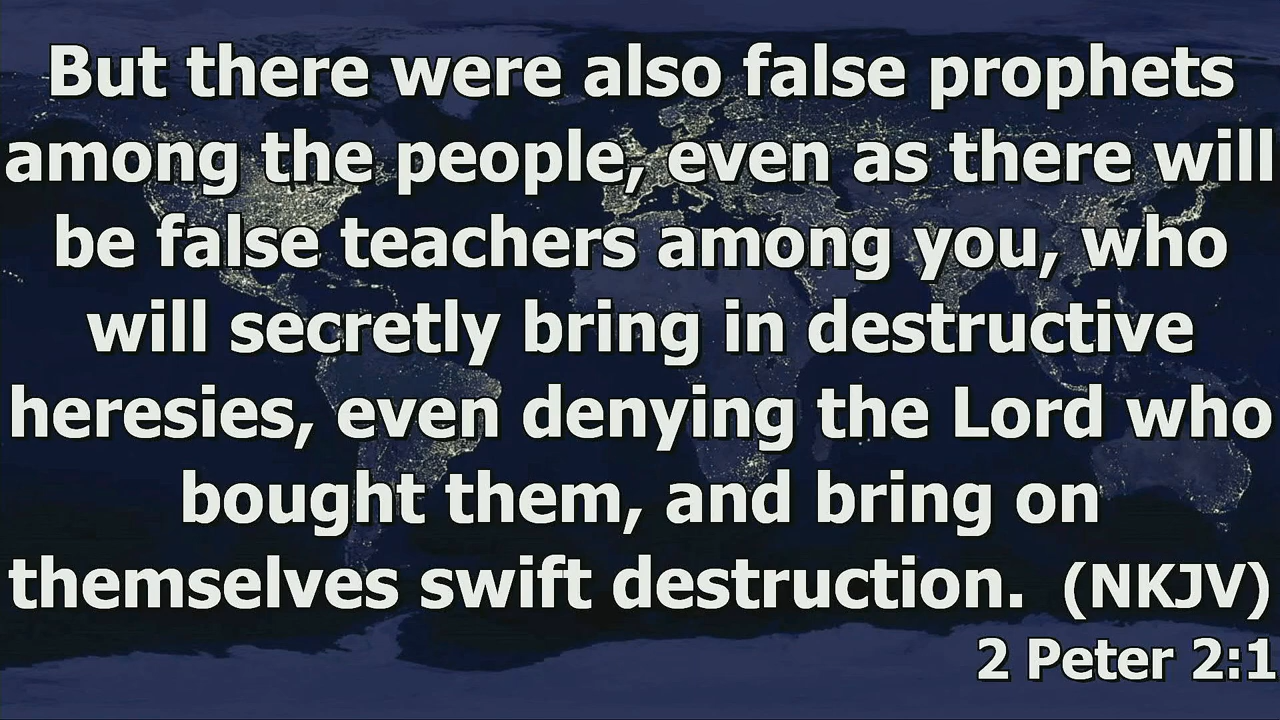 But there were also false prophets
among the people, even as there will
be false teachers among you, who
will secretly bring in destructive
heresies, even denying the Lord who
bought them, and bring on
themselves swift destruction.  (NKJV)
2 Peter 2:1